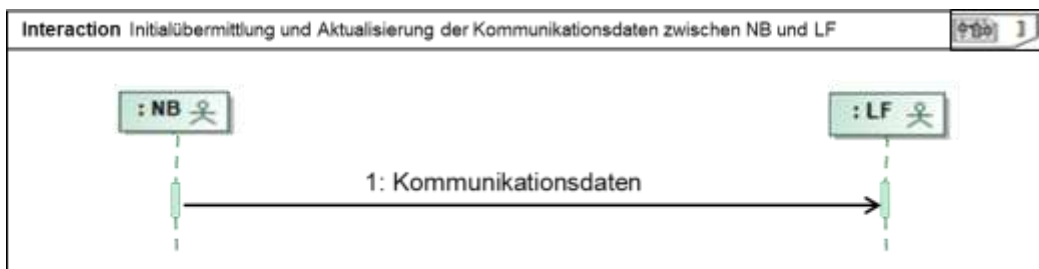 Interaction Initialübermittlung und Aktualisierung der Kommunikationsdaten zwischen NB und LF
: NB
: LF
1: Kommunikationsdaten